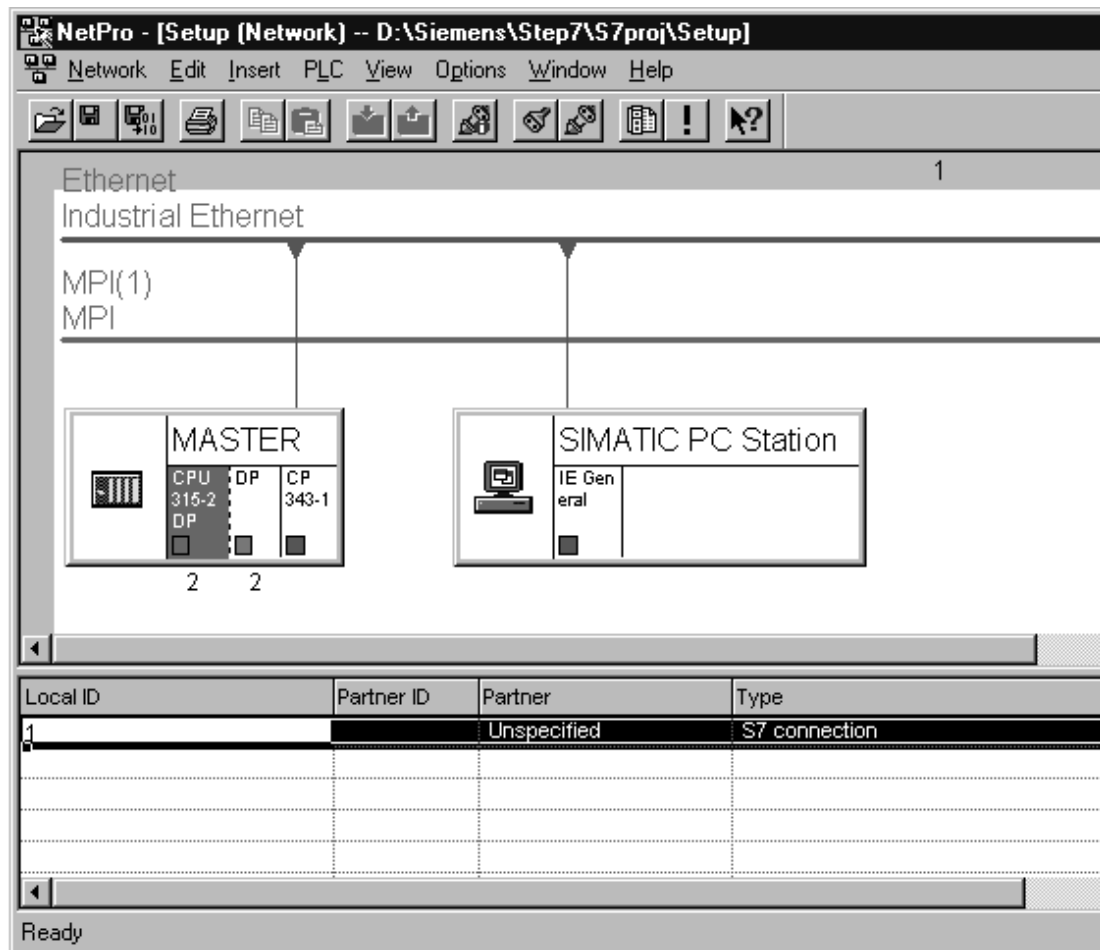 NetPro - [Setup (Network) -- D:\Siemens\Step7\S7proj\Setup]
Network Edit Insert PLC View Options Window Help
1
Ethernet
Industrial Ethernet
MPI(1)
MPI
MASTER
CPU 315-2 DP
DP
CP 343-1
2 2
SIMATIC PC Station
IE Gen
eral
Local ID Partner ID Partner Type
1 Unspecified S7 connection
Ready